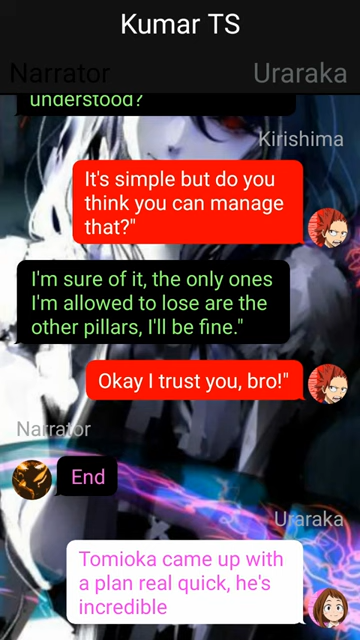 Kumar TS
Narrator
Uraraka
understood?
Kirishima
It's simple but do you
think you can manage
that?"
I'm sure of it, the only ones
I'm allowed to lose are the
other pillars, I'll be fine."
Okay I trust you, bro!"
Narrator
End
Uraraka
Tomioka came up with
a plan real quick, he's
incredible